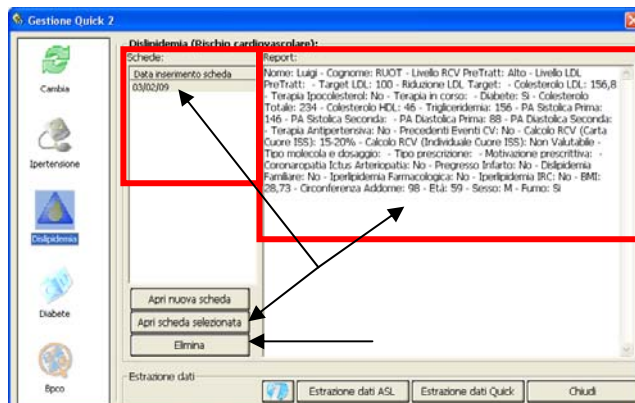 Gestione Quick 2
Dislipidemia (Rischio cardiovascolare):
Schede:
Report:
Cambia
Ipertensione
Dislipidemia
Diabete
Bpco
Data inserimento scheda
03/02/09
Nome: Luigi - Cognome: RUOT - Livello RCV PreTratt: Alto - Livello LDL
PreTratt: - Target LDL: 100 - Riduzione LDL Target: - Colesterolo LDL: 156,8
- Terapia Ipocolesterol: No - Terapia in corso: - Diabete: Si - Colesterolo
Totale: 234 - Colesterolo HDL: 46 - Trigliceridemia: 156 - PA Sistolica Prima:
146 - PA Sistolica Seconda: - PA Diastolica Prima: 88 - PA Diastolica Seconda:
- Terapia Antipertensiva: No - Precedenti Eventi CV: No - Calcolo RCV (Carta
Cuore ISS): 15-20% - Calcolo RCV (Individuale Cuore ISS): Non Valutabile -
Tipo molecola e dosaggio: - Tipo prescrizione: - Motivazione prescrittiva: -
Coronaropatia Ictus Arteriopatia: No - Pregresso Infarto: No - Dislipidemia
Familiare: No - Iperlipidemia Farmacologica: No - Iperlipidemia IRC: No - BMI:
28,73 - Circonferenza Addome: 98 - Età: 59 - Sesso: M - Fumo: Si
Apri nuova scheda
Apri scheda selezionata
Elimina
Estrazione dati
Estrazione dati ASL
Estrazione dati Quick
Chiudi